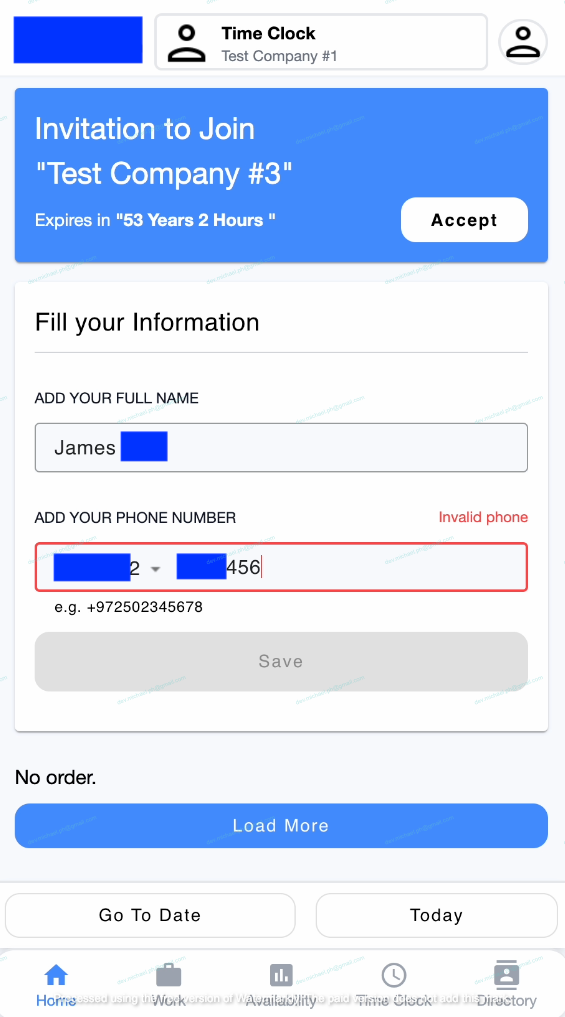 Time Clock
Test Company #1
Invitation to Join
"Test Company #3"
Expires in "53 Years 2 Hours "
Accept
Fill your Information
ADD YOUR FULL NAME
James
ADD YOUR PHONE NUMBER
Invalid phone
2
456
e.g. +972502345678
Save
No order.
Load More
Go To Date
Today
Home
Work
Availability
Time Clock
Directory